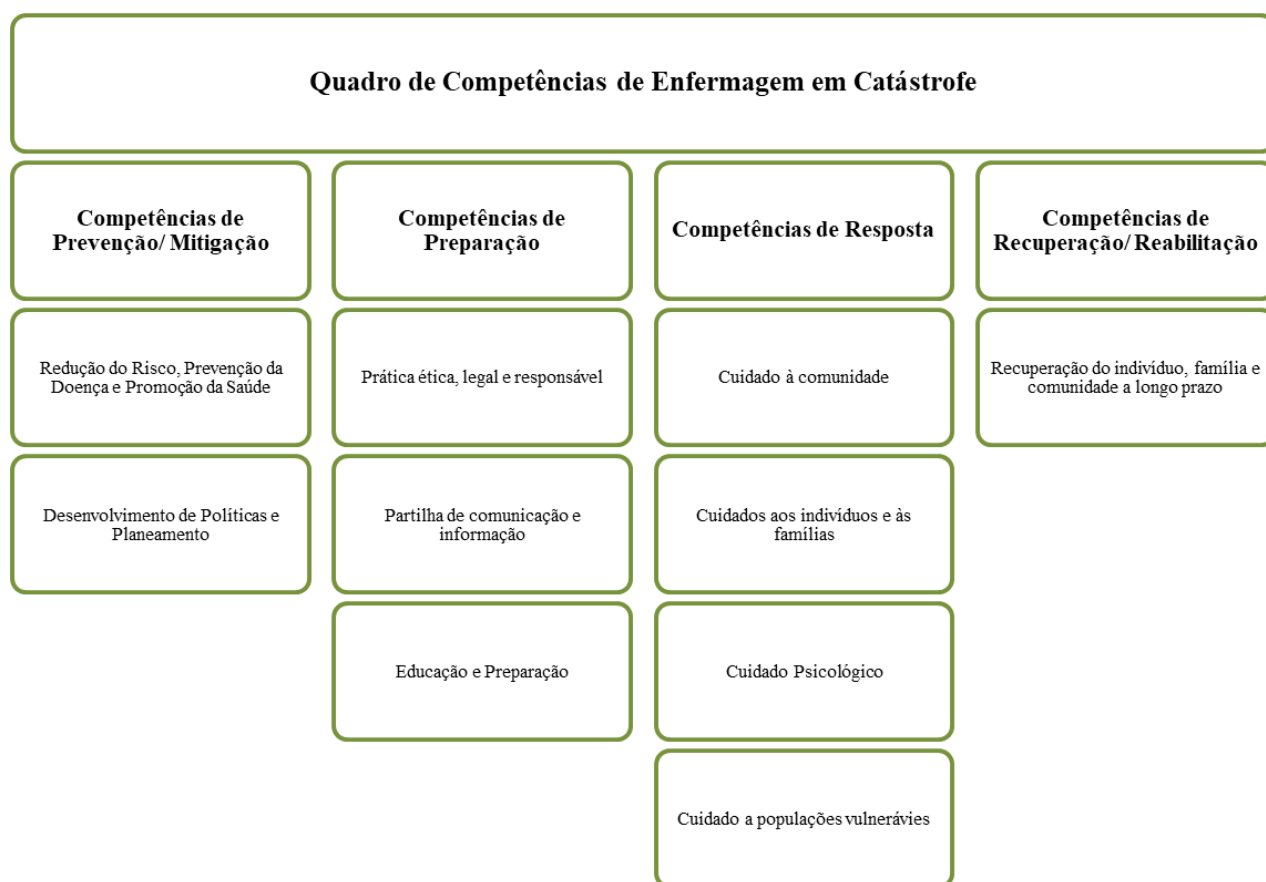 Quadro de Competências de Enfermagem em Catástrofe
Competências de
Prevenção/ Mitigação
Competências de
Preparação
Competências de Resposta
Competências de
Recuperação/ Reabilitação
Redução do Risco, Prevenção da
Doença e Promoção da Saúde
Prática ética, legal e responsável
Cuidado à comunidade
Recuperação do indivíduo, família e
comunidade a longo prazo
Desenvolvimento de Políticas e
Planeamento
Partilha de comunicação e
informação
Cuidados aos indivíduos e às
famílias
Educação e Preparação
Cuidado Psicológico
Cuidado a populações vulnerávies